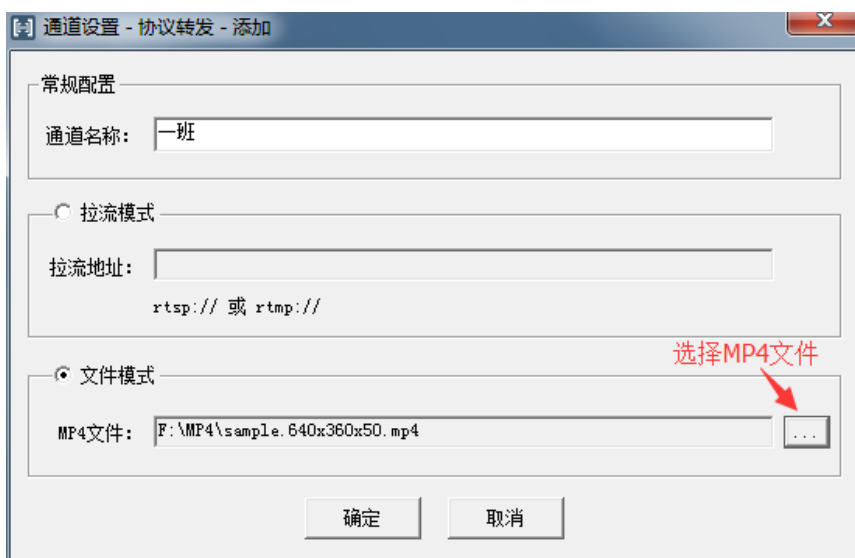 通道设置 - 协议转发 - 添加
常规配置
通道名称：
一班
拉流模式
拉流地址：
rtsp:// 或 rtmp://
选择MP4文件
文件模式
MP4文件：
F:\MP4\sample.640x360x50.mp4
...
确定
取消